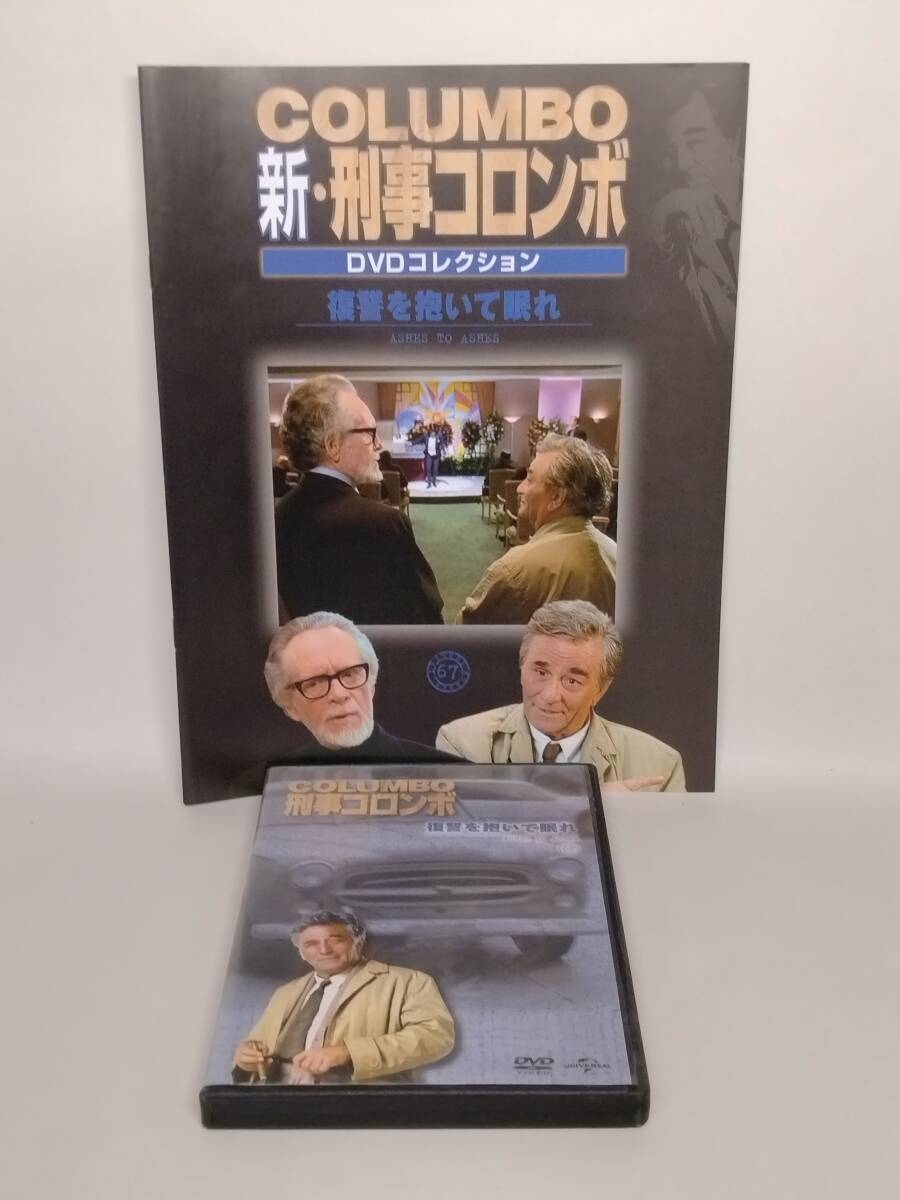 COLUMBO
新・刑事コロンボ
DVDコレクション
復讐を抱いて眠れ
ASHES TO ASHES
67
COLUMBO
刑事コロンボ
復讐を抱いて眠れ
DVD
VIDEO
UNIVERSAL